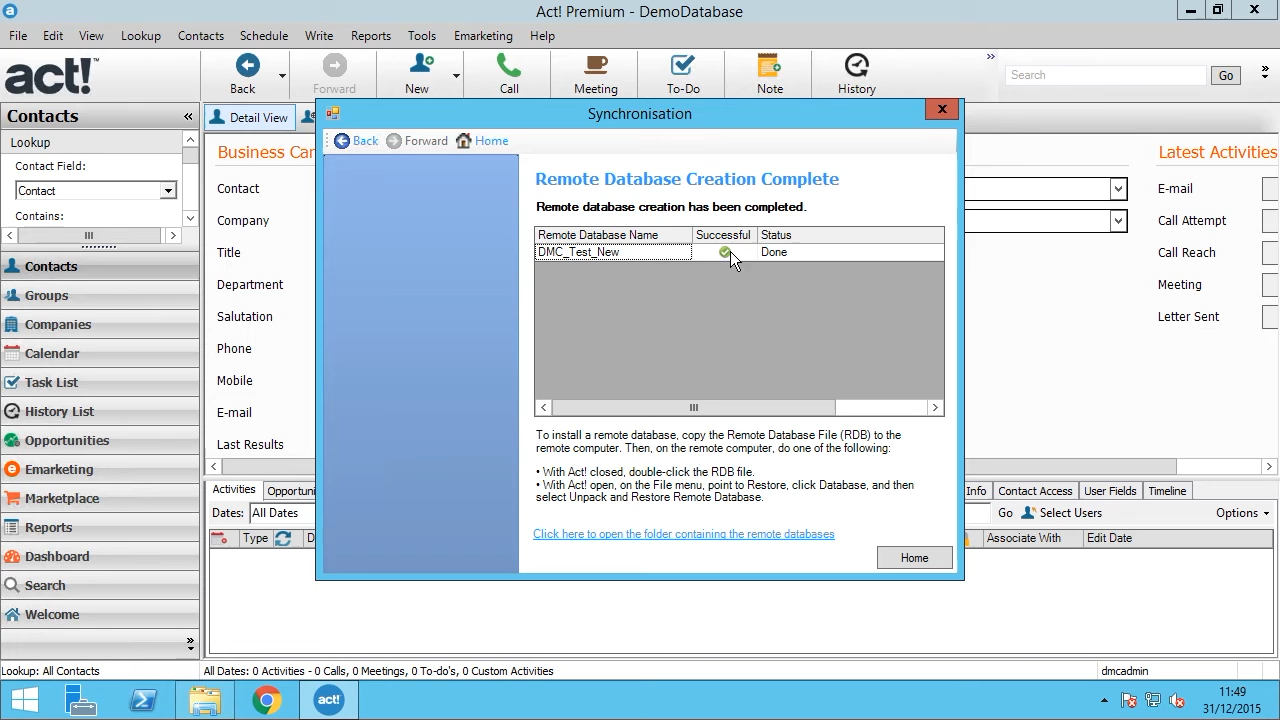 Act! Premium - DemoDatabase
File Edit View Lookup Contacts Schedule Write Reports Tools Emarketing Help
act!
Back Forward New Call Meeting To-Do Note History
Search Go
Contacts
Lookup
Contact Field:
Contact
Contains:
Contacts
Groups
Companies
Calendar
Task List
History List
Opportunities
Emarketing
Marketplace
Reports
Dashboard
Search
Welcome
Lookup: All Contacts
Detail View
Contact
Company
Title
Department
Salutation
Phone
Mobile
E-mail
Last Results
Synchronisation
Back Forward Home
Remote Database Creation Complete
Remote database creation has been completed.
Remote Database Name Successful Status
DMC_Test_New Done
To install a remote database, copy the Remote Database File (RDB) to the
remote computer. Then, on the remote computer, do one of the following:
• With Act! closed, double-click the RDB file.
• With Act! open, on the File menu, point to Restore, click Database, and then
select Unpack and Restore Remote Database.
Click here to open the folder containing the remote databases
Home
Latest Activities
E-mail
Call Attempt
Call Reach
Meeting
Letter Sent
Activities Info Contact Access User Fields Timeline
Dates: All Dates Go Select Users Options
Type Associate With Edit Date
All Dates: 0 Activities - 0 Calls, 0 Meetings, 0 To-do's, 0 Custom Activities
dmcadmin
act!
11:49
31/12/2015